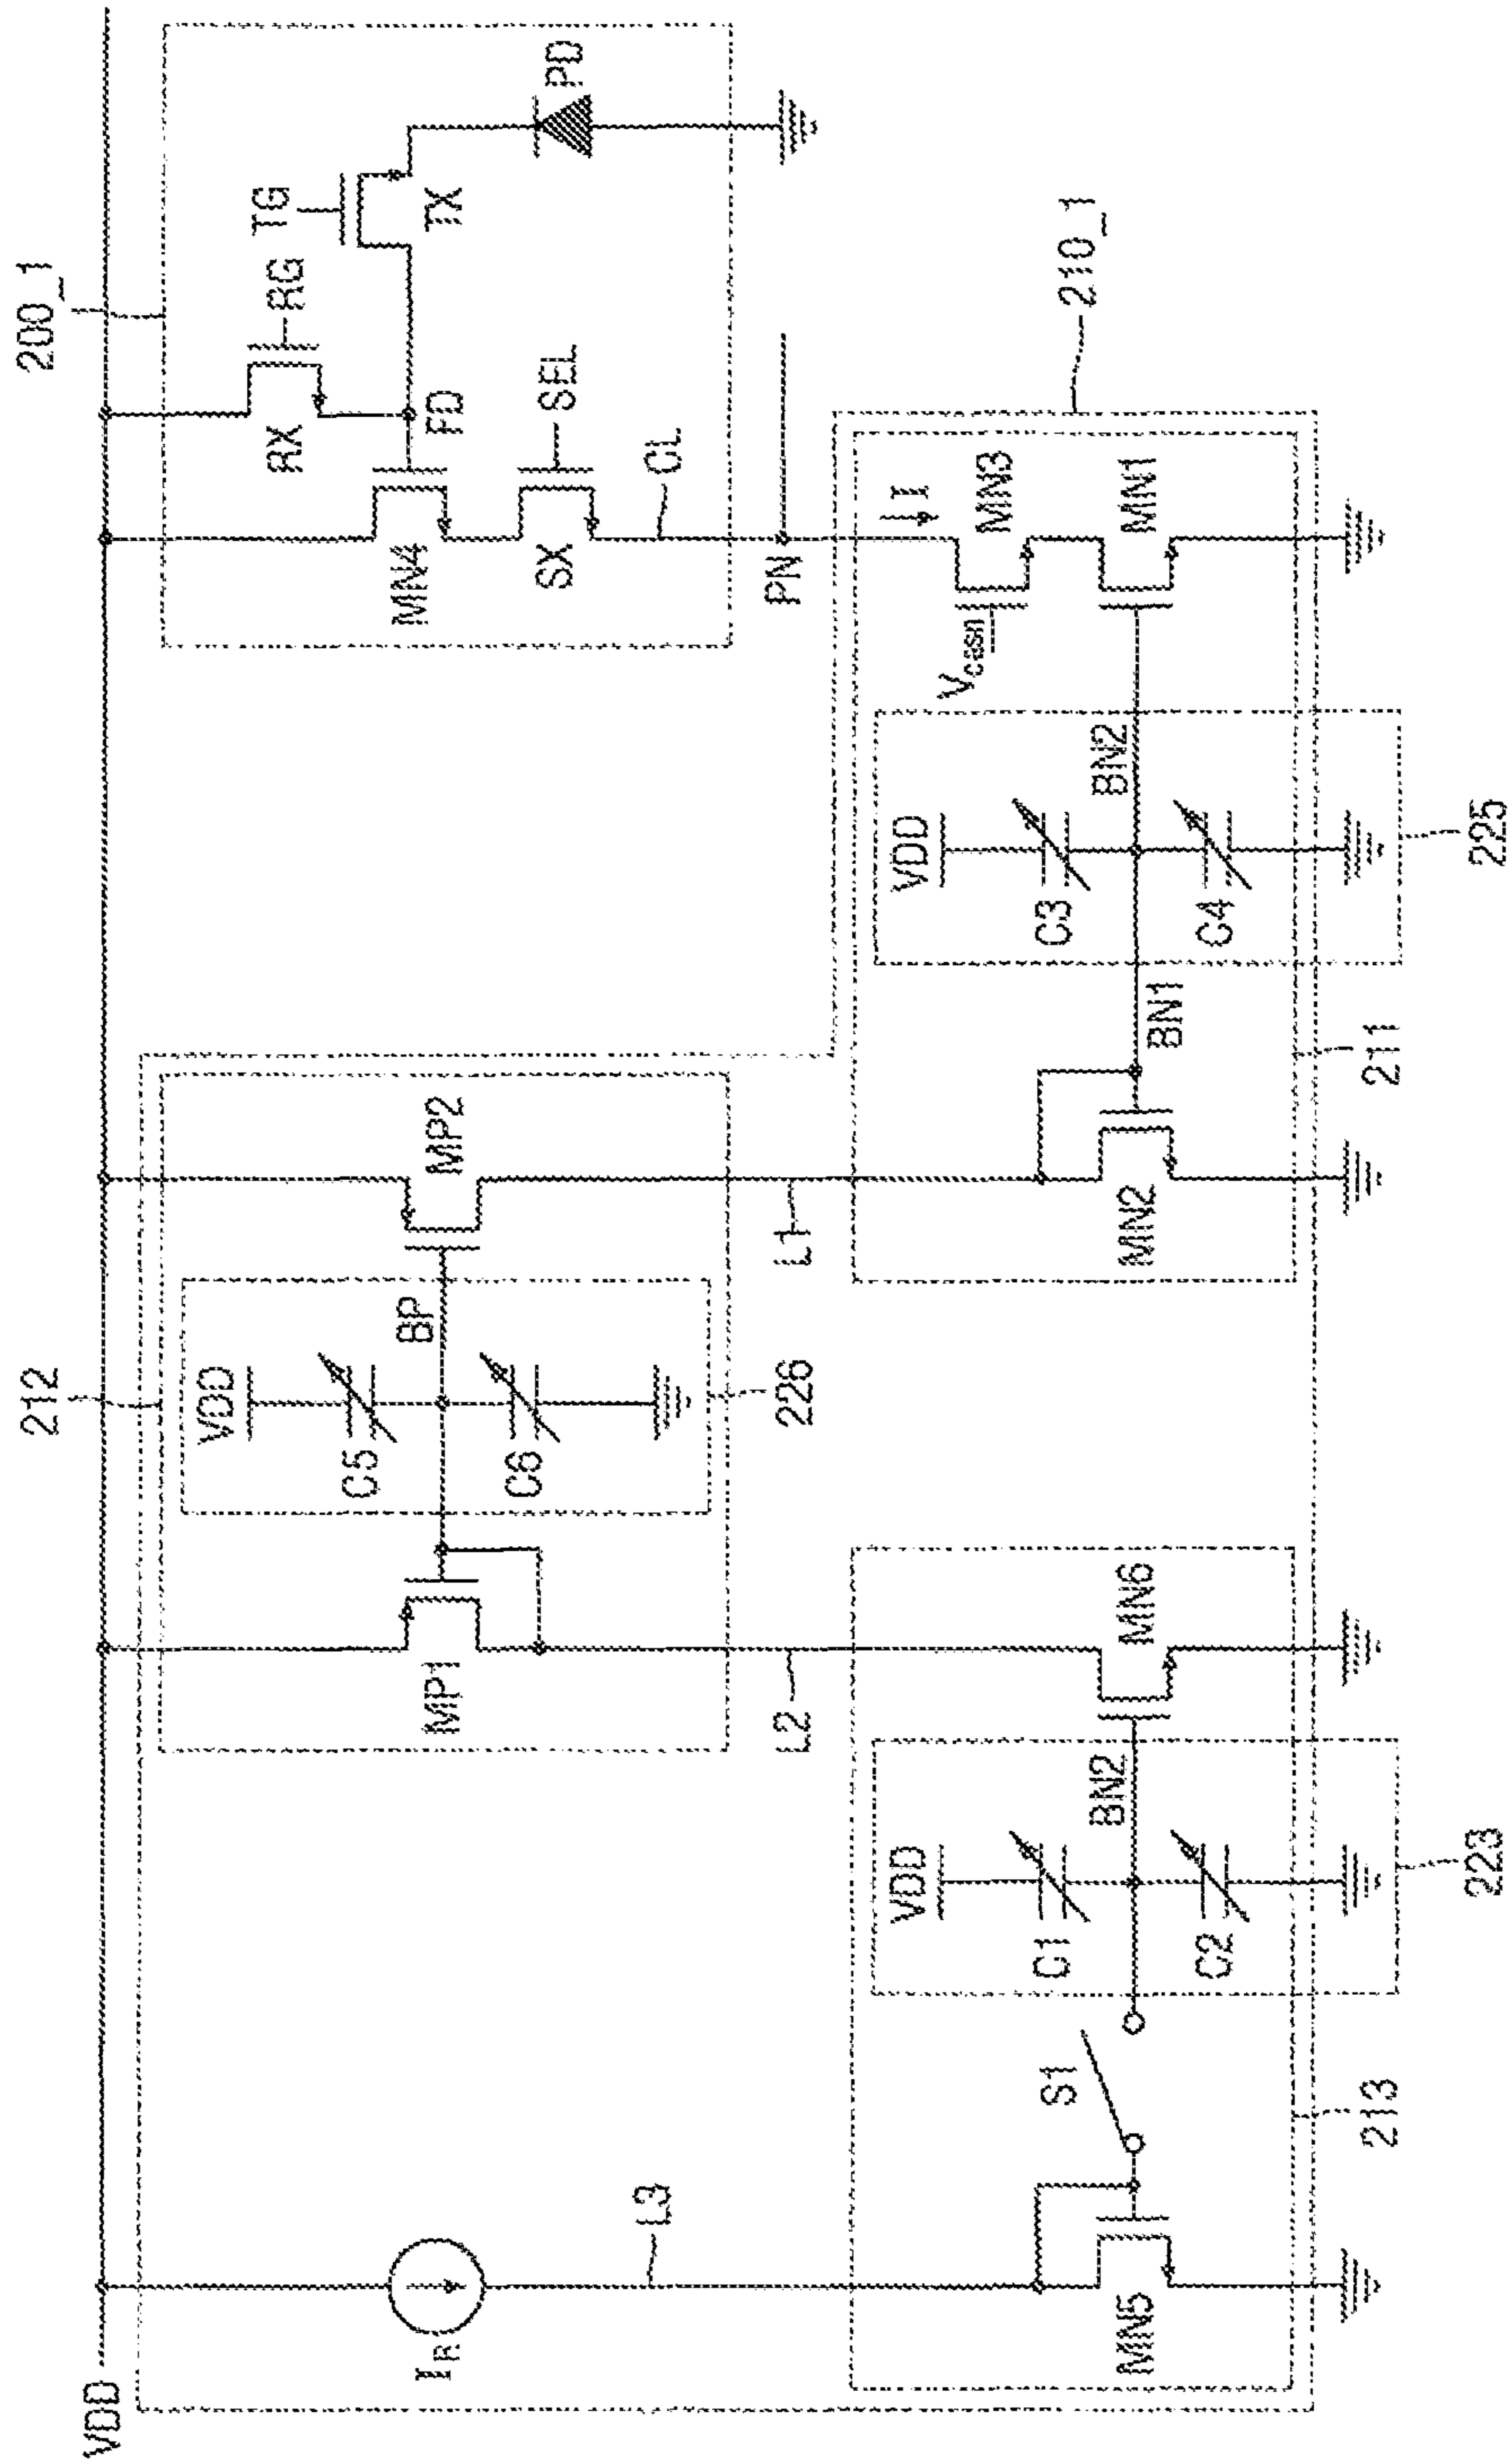 200_1
VDD
TG
RG
RX
TX
PD
FD
MN4
SEL
SX
CL
PN
212
MP2
VDD
BP
C5
C6
MP1
226
L1
L2
IR
L3
210_1
I
MN3
Vcasn
MN1
VDD
BN2
C3
C4
BN1
MN2
225
211
MN6
VDD
BN2
C1
C2
S1
MN5
223
213